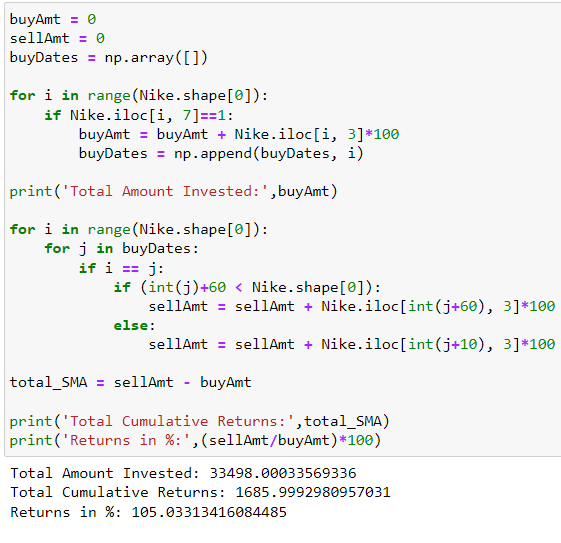 buyAmt = 0
sellAmt = 0
buyDates = np.array([])

for i in range(Nike.shape[0]):
    if Nike.iloc[i, 7]==1:
        buyAmt = buyAmt + Nike.iloc[i, 3]*100
        buyDates = np.append(buyDates, i)

print('Total Amount Invested:',buyAmt)

for i in range(Nike.shape[0]):
    for j in buyDates:
        if i == j:
            if (int(j)+60 < Nike.shape[0]):
                sellAmt = sellAmt + Nike.iloc[int(j+60), 3]*100
            else:
                sellAmt = sellAmt + Nike.iloc[int(j+10), 3]*100

total_SMA = sellAmt - buyAmt

print('Total Cumulative Returns:',total_SMA)
print('Returns in %:',(sellAmt/buyAmt)*100)

Total Amount Invested: 33498.00033569336
Total Cumulative Returns: 1685.9992980957031
Returns in %: 105.03313416084485